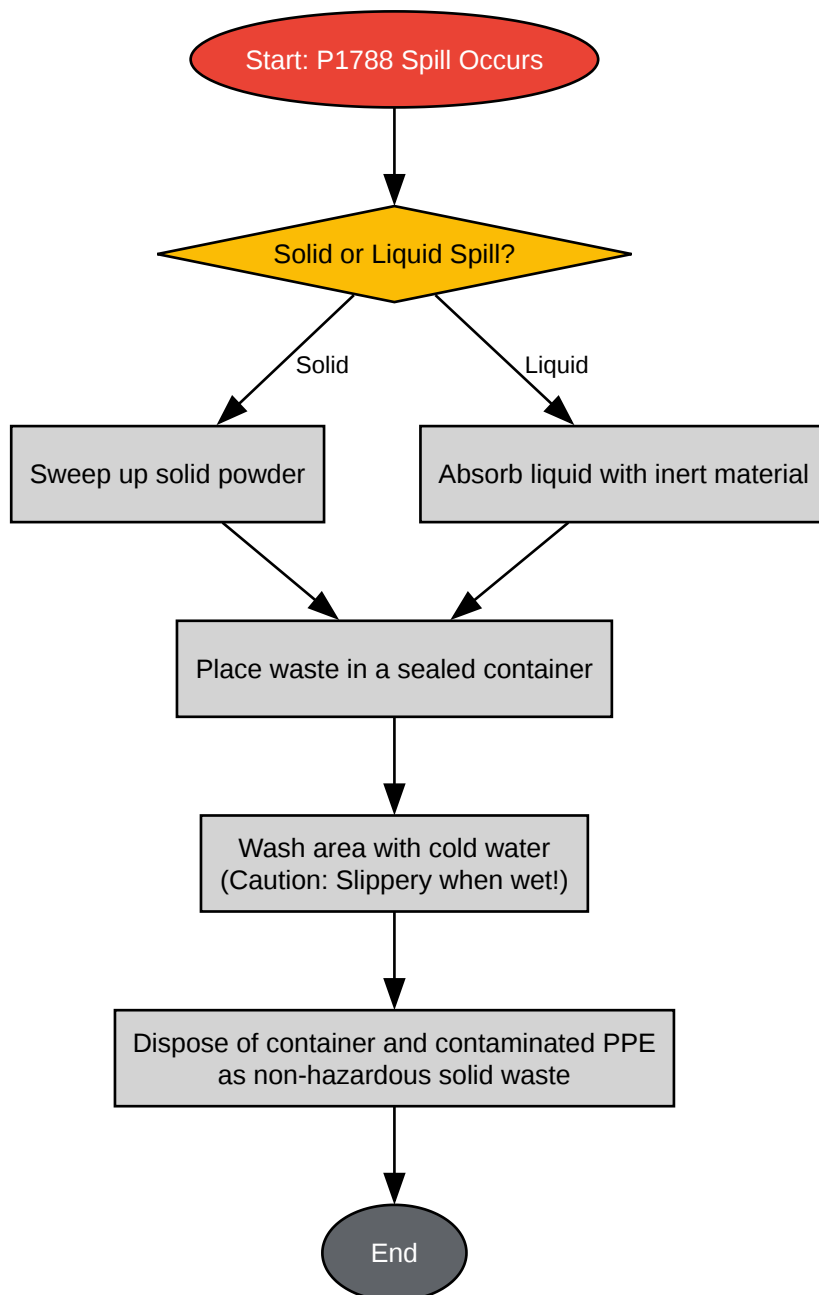 Start: P1788 Spill Occurs
Solid or Liquid Spill?
Solid
Liquid
Sweep up solid powder
Absorb liquid with inert material
Place waste in a sealed container
Wash area with cold water
(Caution: Slippery when wet!)
Dispose of container and contaminated PPE
as non-hazardous solid waste
End